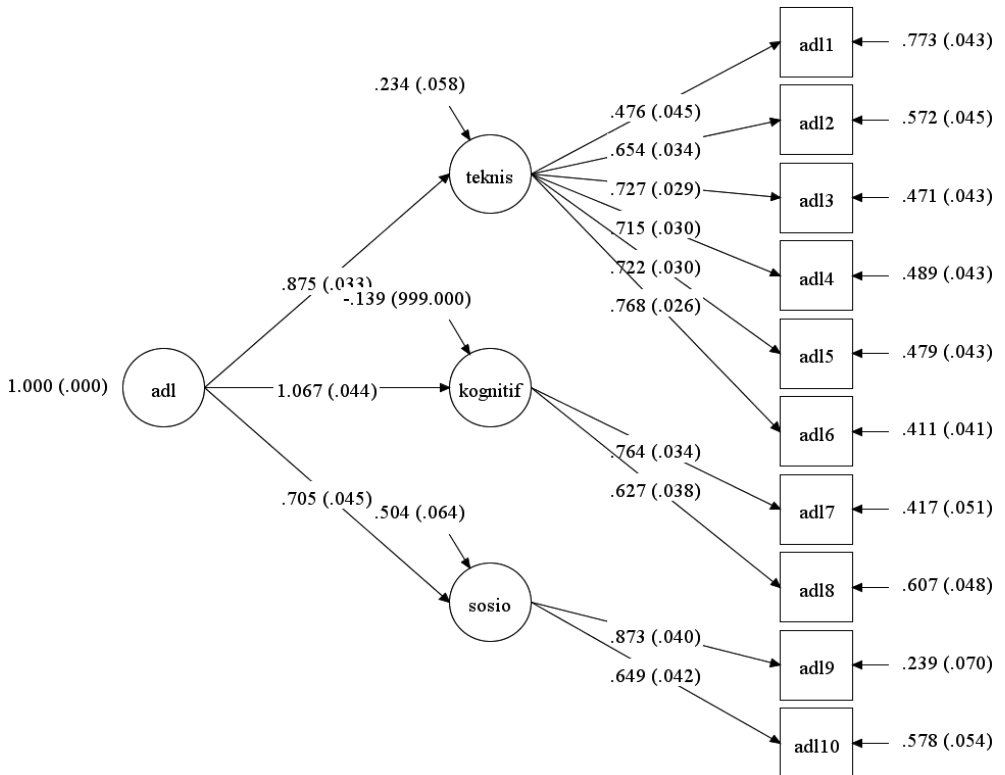 adl1
.773 (.043)
.234 (.058)
.476 (.045)
adl2
.572 (.045)
.654 (.034)
teknis
.727 (.029)
adl3
.471 (.043)
.715 (.030)
.722 (.030)
adl4
.489 (.043)
.875 (.033)
-.139 (999.000)
.768 (.026)
adl5
.479 (.043)
1.000 (.000)
adl
1.067 (.044)
kognitif
adl6
.411 (.041)
.764 (.034)
.705 (.045)
.504 (.064)
.627 (.038)
adl7
.417 (.051)
adl8
.607 (.048)
sosio
.873 (.040)
adl9
.239 (.070)
.649 (.042)
adl10
.578 (.054)